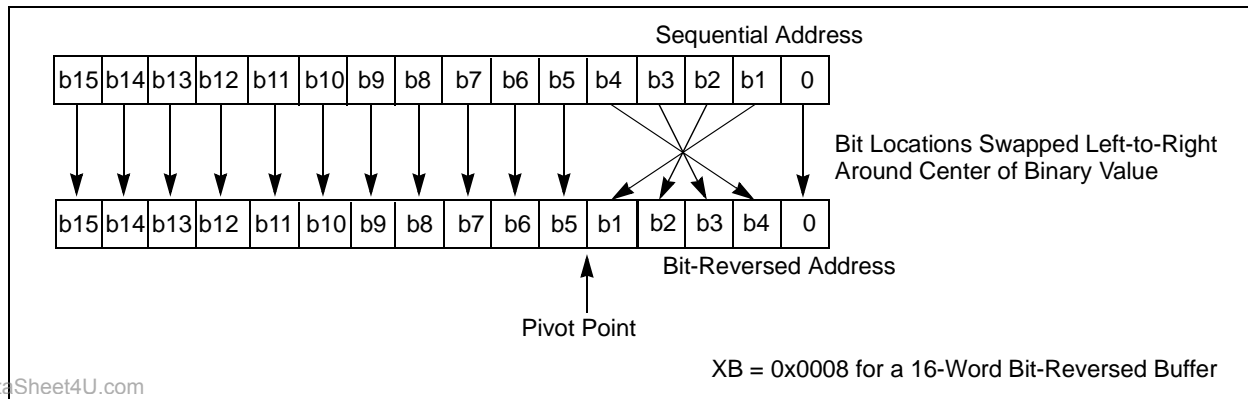 Sequential Address
b15 b14 b13 b12 b11 b10 b9 b8 b7 b6 b5 b4 b3 b2 b1 0
Bit Locations Swapped Left-to-Right
Around Center of Binary Value
b15 b14 b13 b12 b11 b10 b9 b8 b7 b6 b5 b1 b2 b3 b4 0
Bit-Reversed Address
Pivot Point
XB = 0x0008 for a 16-Word Bit-Reversed Buffer
aSheet4U.com